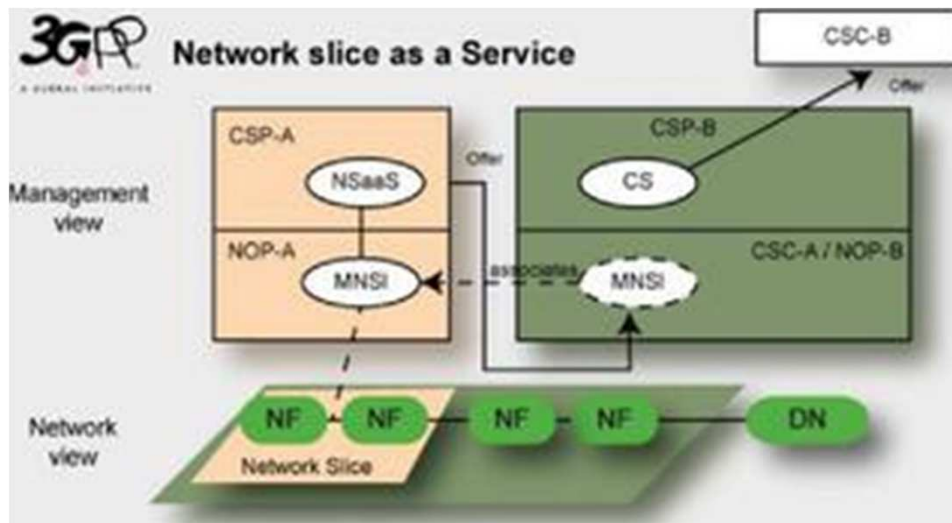 3GPP
A GLOBAL INITIATIVE
Network slice as a Service
CSC-B
Offer
CSP-A
CSP-B
NSaaS
Offer
CS
Management
view
NOP-A
CSC-A / NOP-B
MNSI
associates
MNSI
NF
NF
NF
NF
DN
Network
view
Network Slice